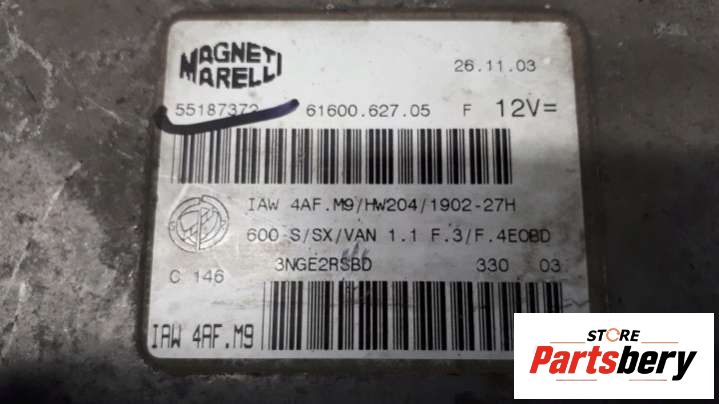 MAGNETI
MARELLI
26.11.03
55187372 61600.627.05 F 12V=
IAW 4AF.M9/HW204/1902-27H
600 S/SX/VAN 1.1 F.3/F.4EOBD
3NGE2RSBD 330 03
C 146
IAW 4AF.M9
STORE
Partsbery